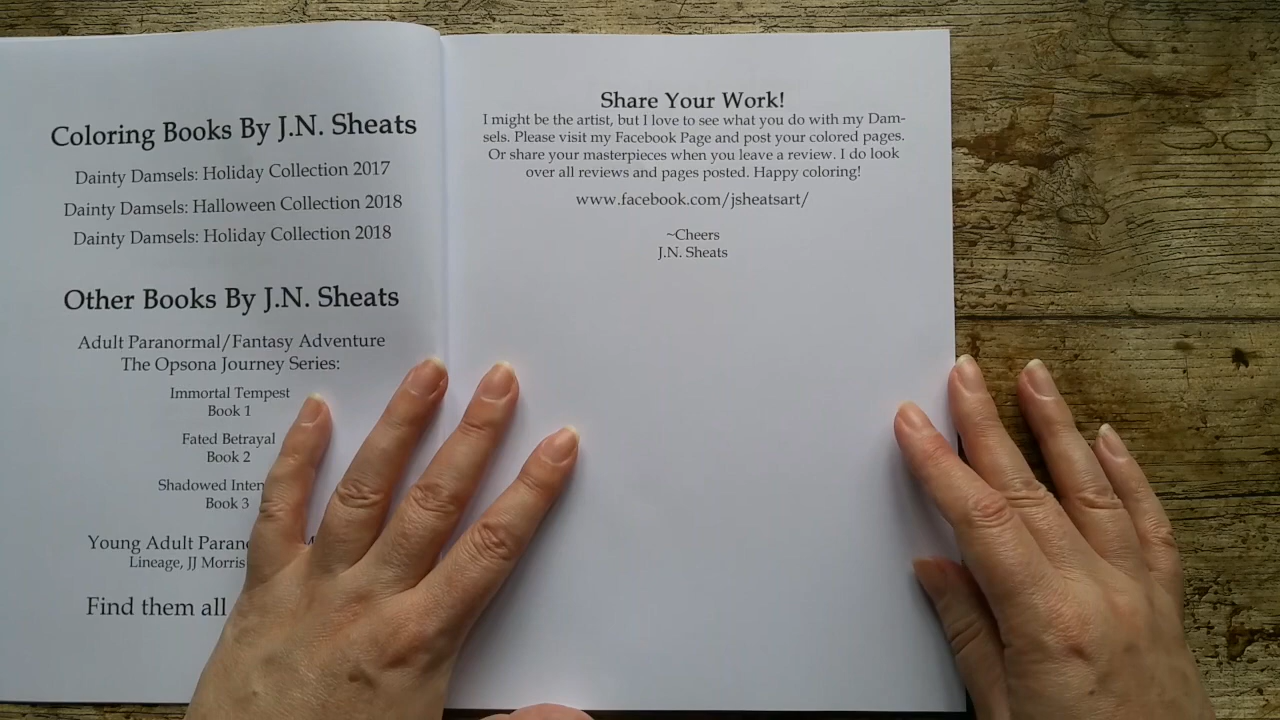 Coloring Books By J.N. Sheats
Dainty Damsels: Holiday Collection 2017
Dainty Damsels: Halloween Collection 2018
Dainty Damsels: Holiday Collection 2018
Other Books By J.N. Sheats
Adult Paranormal/Fantasy Adventure
The Opsona Journey Series:
Immortal Tempest
Book 1
Fated Betrayal
Book 2
Shadowed
Book 3
Young Adult
Lineage, JJ Morris
Find them all
Share Your Work!
I might be the artist, but I love to see what you do with my Dam-
sels. Please visit my Facebook Page and post your colored pages.
Or share your masterpieces when you leave a review. I do look
over all reviews and pages posted. Happy coloring!
www.facebook.com/jsheatsart/
~Cheers
J.N. Sheats